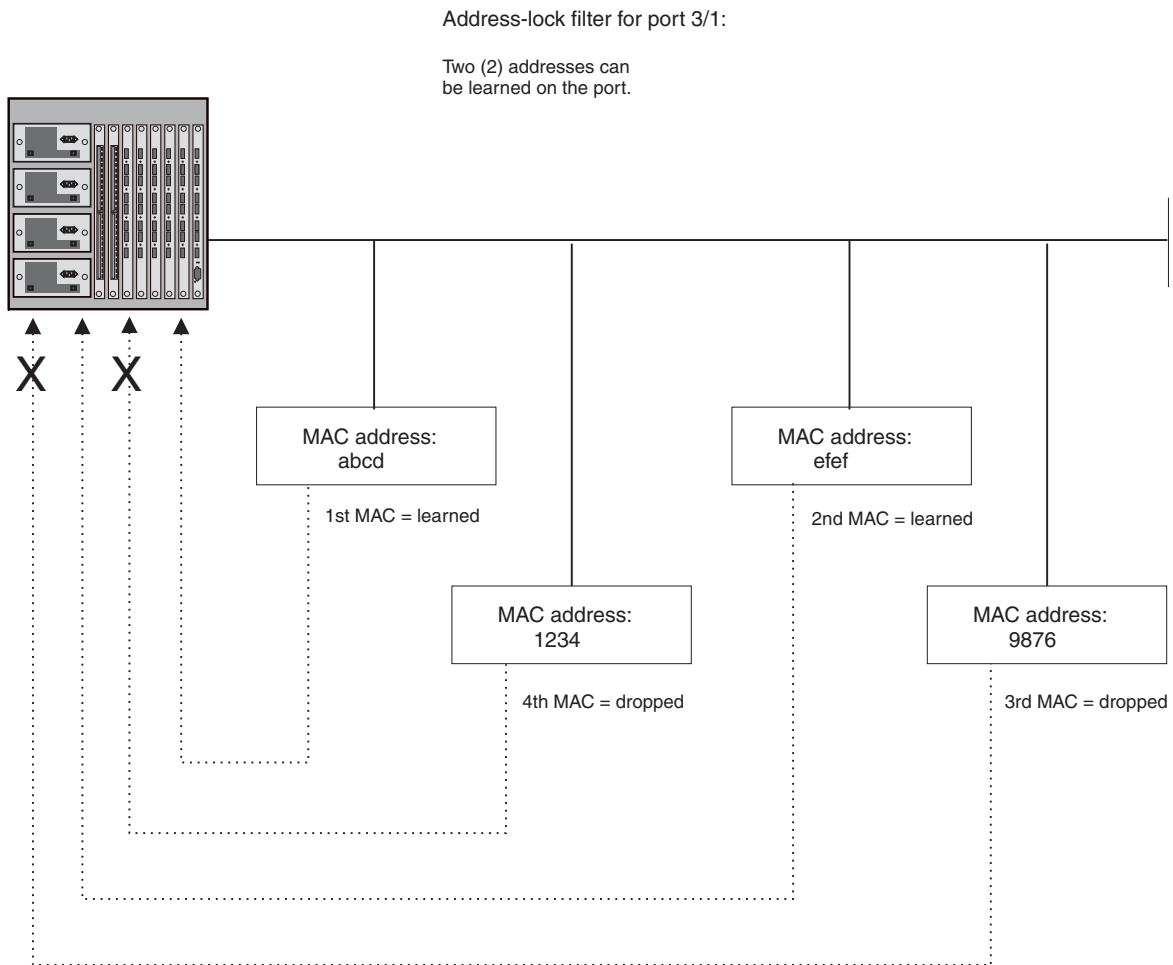 Address-lock filter for port 3/1:
Two (2) addresses can
be learned on the port.
X
X
MAC address:
abcd
1st MAC = learned
MAC address:
efef
2nd MAC = learned
MAC address:
1234
4th MAC = dropped
MAC address:
9876
3rd MAC = dropped